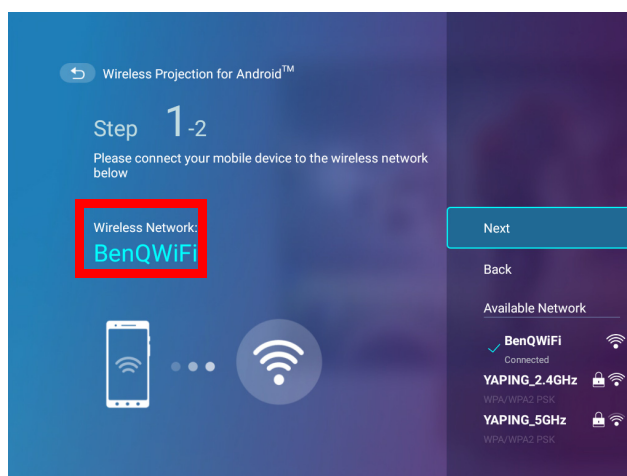 Wireless Projection for Android™
Step 1-2
Please connect your mobile device to the wireless network
below
Wireless Network:
BenQWiFi
Next
Back
Available Network
BenQWiFi
Connected
YAPING_2.4GHz
WPA/WPA2 PSK
YAPING_5GHz
WPA/WPA2 PSK